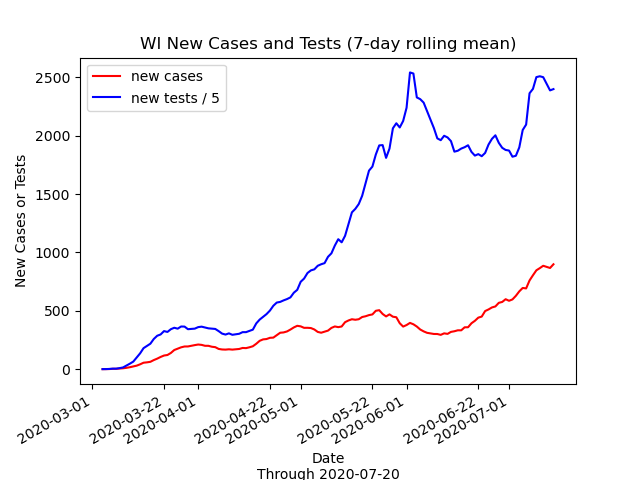 WI New Cases and Tests (7-day rolling mean)
new cases
new tests / 5
New Cases or Tests
2500
2000
1500
1000
500
0
2020-03-01
2020-03-22
2020-04-01
2020-04-22
2020-05-01
2020-05-22
2020-06-01
2020-06-22
2020-07-01
Date
Through 2020-07-20